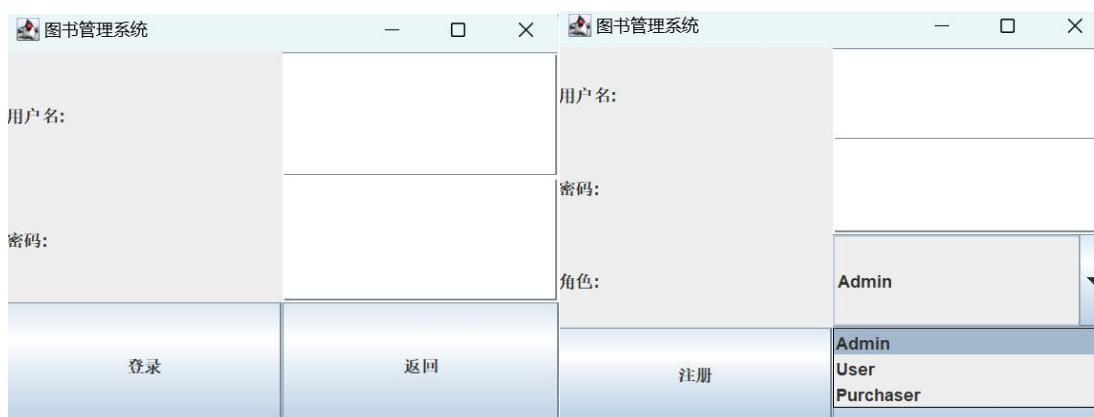 图书管理系统
用户名:
密码:
登录 返回
图书管理系统
用户名:
密码:
角色: Admin
注册
Admin
User
Purchaser